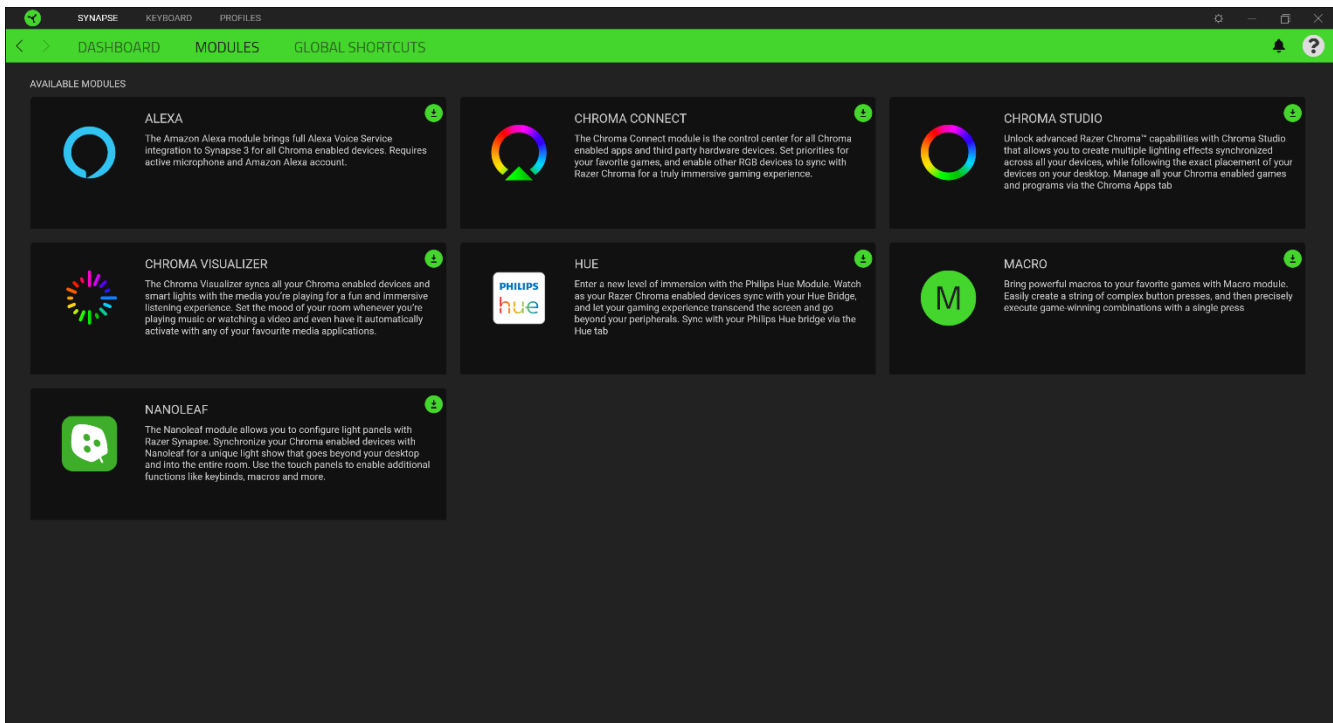 SYNAPSE KEYBOARD PROFILES
DASHBOARD MODULES GLOBAL SHORTCUTS
?
AVAILABLE MODULES
ALEXA
The Amazon Alexa module brings full Alexa Voice Service
integration to Synapse 3 for all Chroma enabled devices. Requires
active microphone and Amazon Alexa account.
CHROMA CONNECT
The Chroma Connect module is the control center for all Chroma
enabled apps and third party hardware devices. Set priorities for
your favorite games, and enable other RGB devices to sync with
Razer Chroma for a truly immersive gaming experience.
CHROMA STUDIO
Unlock advanced Razer Chroma™ capabilities with Chroma Studio
that allows you to create multiple lighting effects synchronized
across all your devices, while following the exact placement of your
devices on your desktop. Manage all your Chroma enabled games
and programs via the Chroma Apps tab
CHROMA VISUALIZER
The Chroma Visualizer syncs all your Chroma enabled devices and
smart lights with the media you're playing for a fun and immersive
listening experience. Set the mood of your room whenever you're
playing music or watching a video and even have it automatically
activate with any of your favourite media applications.
PHILIPS
hue
HUE
Enter a new level of immersion with the Philips Hue Module. Watch
as your Razer Chroma enabled devices sync with your Hue Bridge,
and let your gaming experience transcend the screen and go
beyond your peripherals. Sync with your Philips Hue bridge via the
Hue tab
M
MACRO
Bring powerful macros to your favorite games with Macro module.
Easily create a string of complex button presses, and then precisely
execute game-winning combinations with a single press
NANOLEAF
The Nanoleaf module allows you to configure light panels with
Razer Synapse. Synchronize your Chroma enabled devices with
Nanoleaf for a unique light show that goes beyond your desktop
and into the entire room. Use the touch panels to enable additional
functions like keybinds, macros and more.